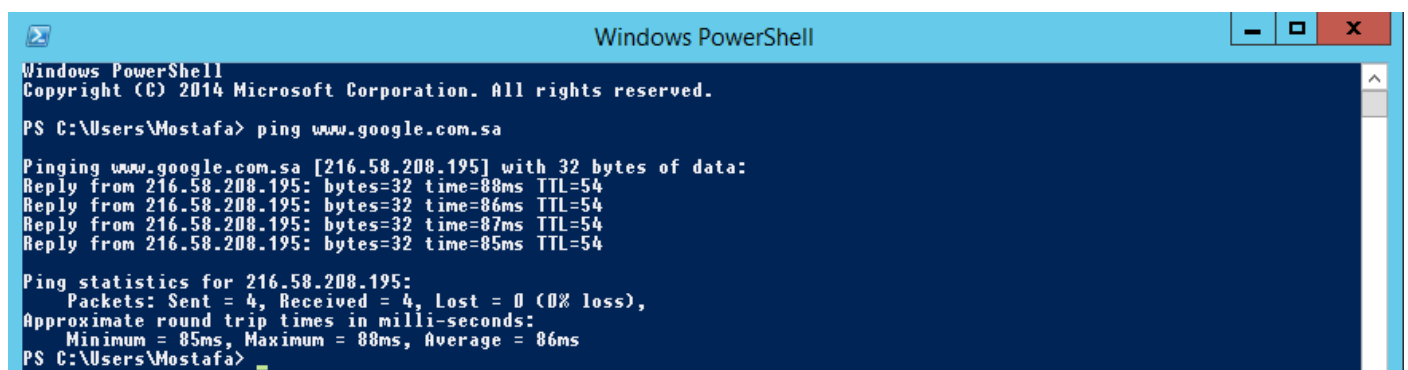 Windows PowerShell
Windows PowerShell
Copyright (C) 2014 Microsoft Corporation. All rights reserved.
PS C:\Users\Mostafa> ping www.google.com.sa
Pinging www.google.com.sa [216.58.208.195] with 32 bytes of data:
Reply from 216.58.208.195: bytes=32 time=88ms TTL=54
Reply from 216.58.208.195: bytes=32 time=86ms TTL=54
Reply from 216.58.208.195: bytes=32 time=87ms TTL=54
Reply from 216.58.208.195: bytes=32 time=85ms TTL=54
Ping statistics for 216.58.208.195:
    Packets: Sent = 4, Received = 4, Lost = 0 (0% loss),
Approximate round trip times in milli-seconds:
    Minimum = 85ms, Maximum = 88ms, Average = 86ms
PS C:\Users\Mostafa>